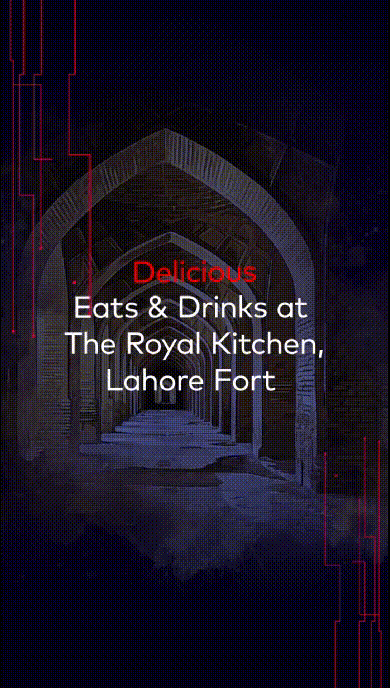 Delicious
Eats & Drinks at
The Royal Kitchen,
Lahore Fort